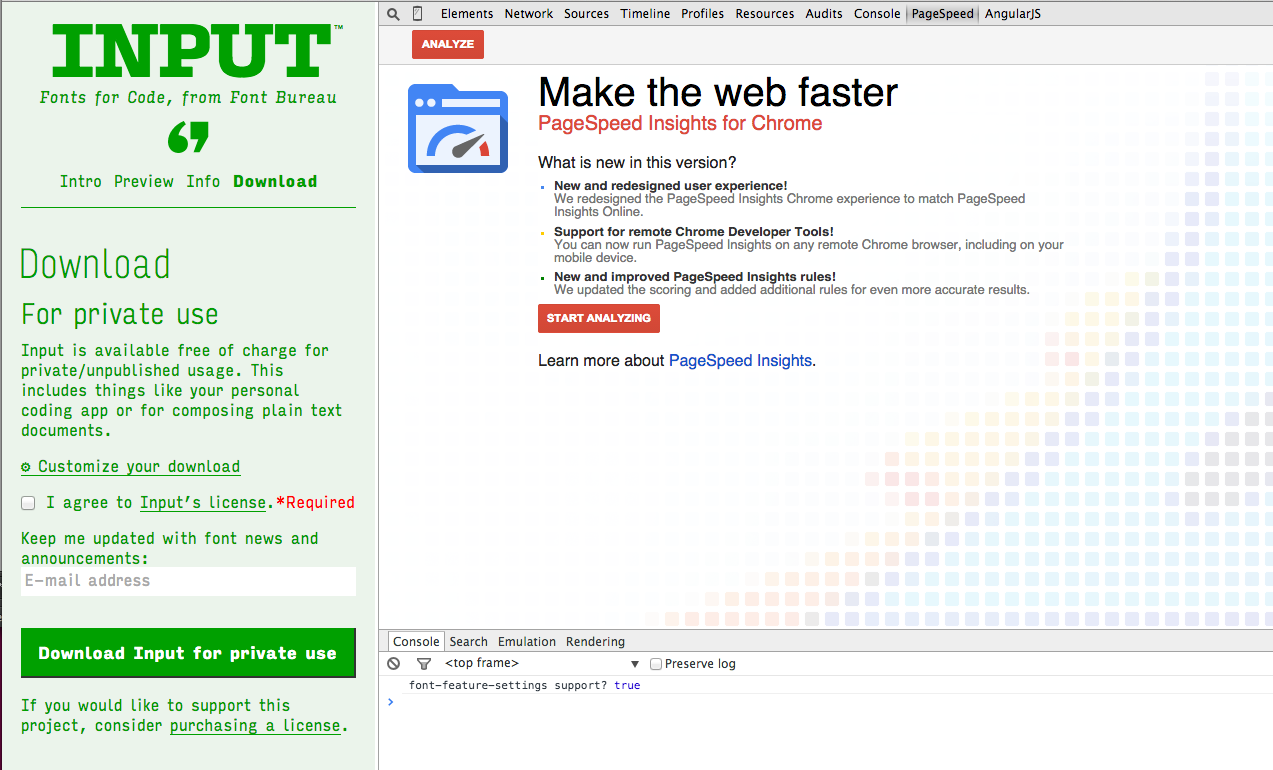 INPUT™
Fonts for Code, from Font Bureau
Intro Preview Info Download
Download
For private use
Input is available free of charge for
private/unpublished usage. This
includes things like your personal
coding app or for composing plain text
documents.
⚙ Customize your download
I agree to Input’s license.*Required
Keep me updated with font news and
announcements:
E-mail address
Download Input for private use
If you would like to support this
project, consider purchasing a license.
Elements Network Sources Timeline Profiles Resources Audits Console PageSpeed AngularJS
ANALYZE
Make the web faster
PageSpeed Insights for Chrome
What is new in this version?
New and redesigned user experience!
We redesigned the PageSpeed Insights Chrome experience to match PageSpeed
Insights Online.
Support for remote Chrome Developer Tools!
You can now run PageSpeed Insights on any remote Chrome browser, including on your
mobile device.
New and improved PageSpeed Insights rules!
We updated the scoring and added additional rules for even more accurate results.
START ANALYZING
Learn more about PageSpeed Insights.
Console Search Emulation Rendering
<top frame> ▼ Preserve log
font-feature-settings support? true
>